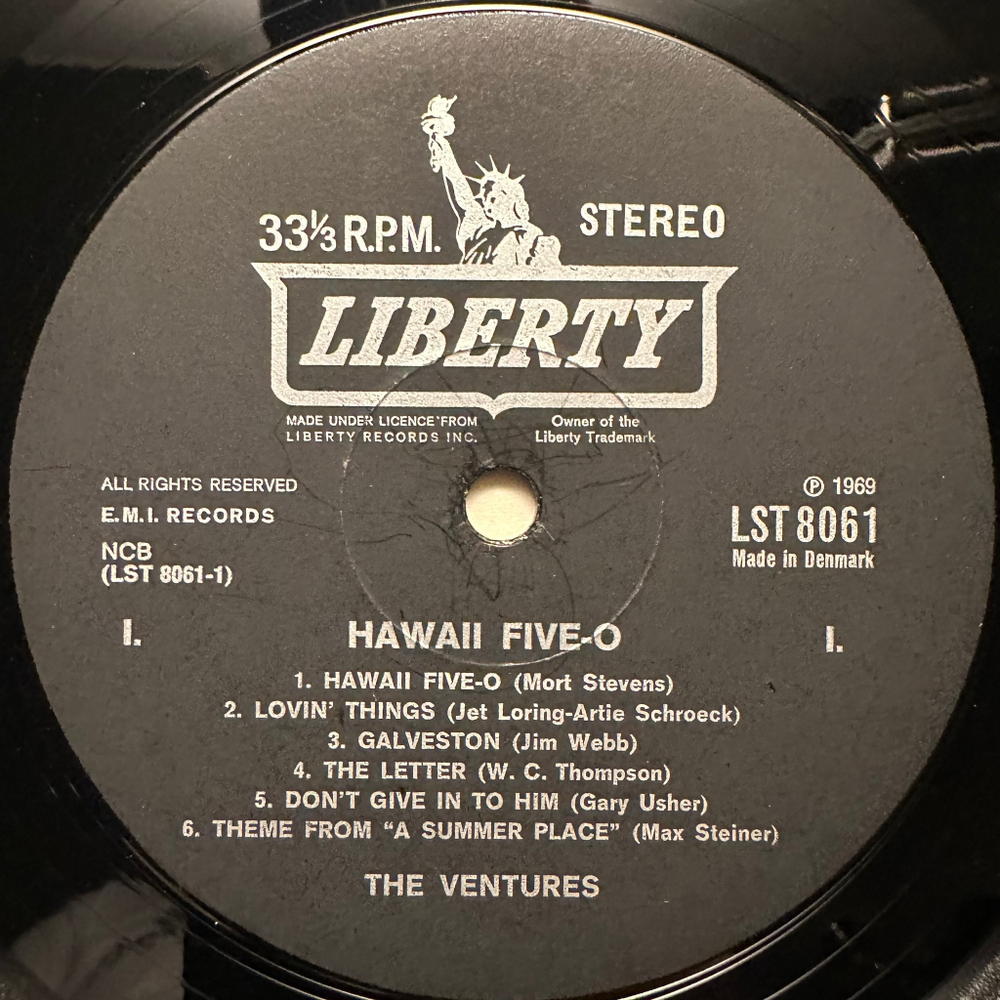 33⅓ R.P.M.
STEREO
LIBERTY
MADE UNDER LICENCE FROM
LIBERTY RECORDS INC.
Owner of the
Liberty Trademark
ALL RIGHTS RESERVED
E.M.I. RECORDS
NCB
(LST 8061-1)
℗ 1969
LST 8061
Made in Denmark
I.
I.
HAWAII FIVE-O
1. HAWAII FIVE-O (Mort Stevens)
2. LOVIN' THINGS (Jet Loring-Artie Schroeck)
3. GALVESTON (Jim Webb)
4. THE LETTER (W. C. Thompson)
5. DON'T GIVE IN TO HIM (Gary Usher)
6. THEME FROM “A SUMMER PLACE” (Max Steiner)
THE VENTURES